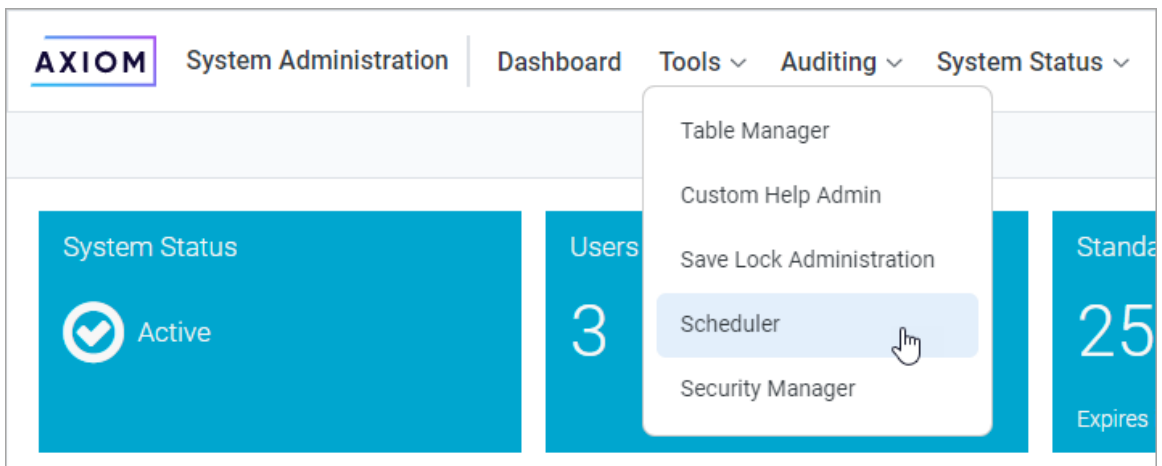 AXIOM System Administration Dashboard Tools Auditing System Status
Table Manager
Custom Help Admin
Save Lock Administration
Scheduler
Security Manager
System Status
Active
Users
3
25
Expires